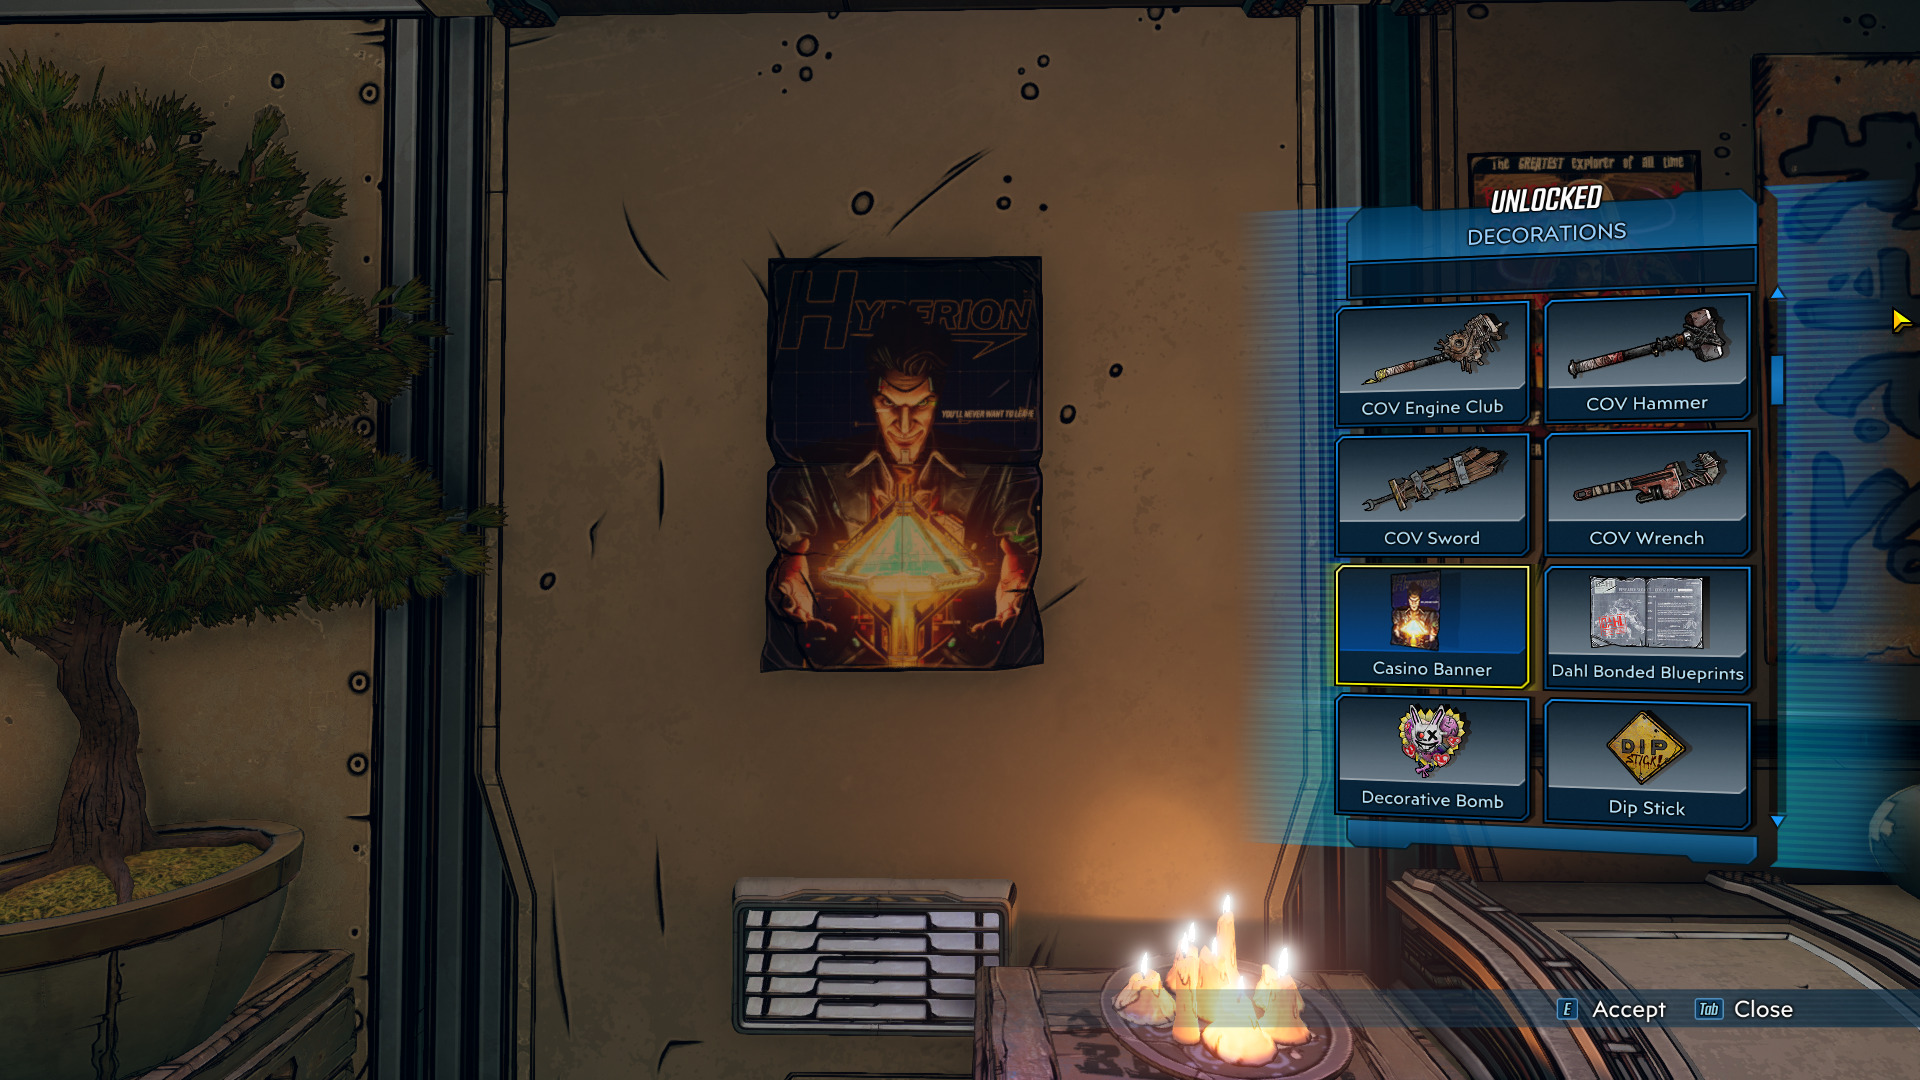 The GREATEST explorer of all time
HYPERION
YOU'LL NEVER WANT TO LEAVE
UNLOCKED
DECORATIONS
COV Engine Club
COV Hammer
COV Sword
COV Wrench
Casino Banner
Dahl Bonded Blueprints
Decorative Bomb
DIP
STICK!
Dip Stick
E Accept
Tab Close